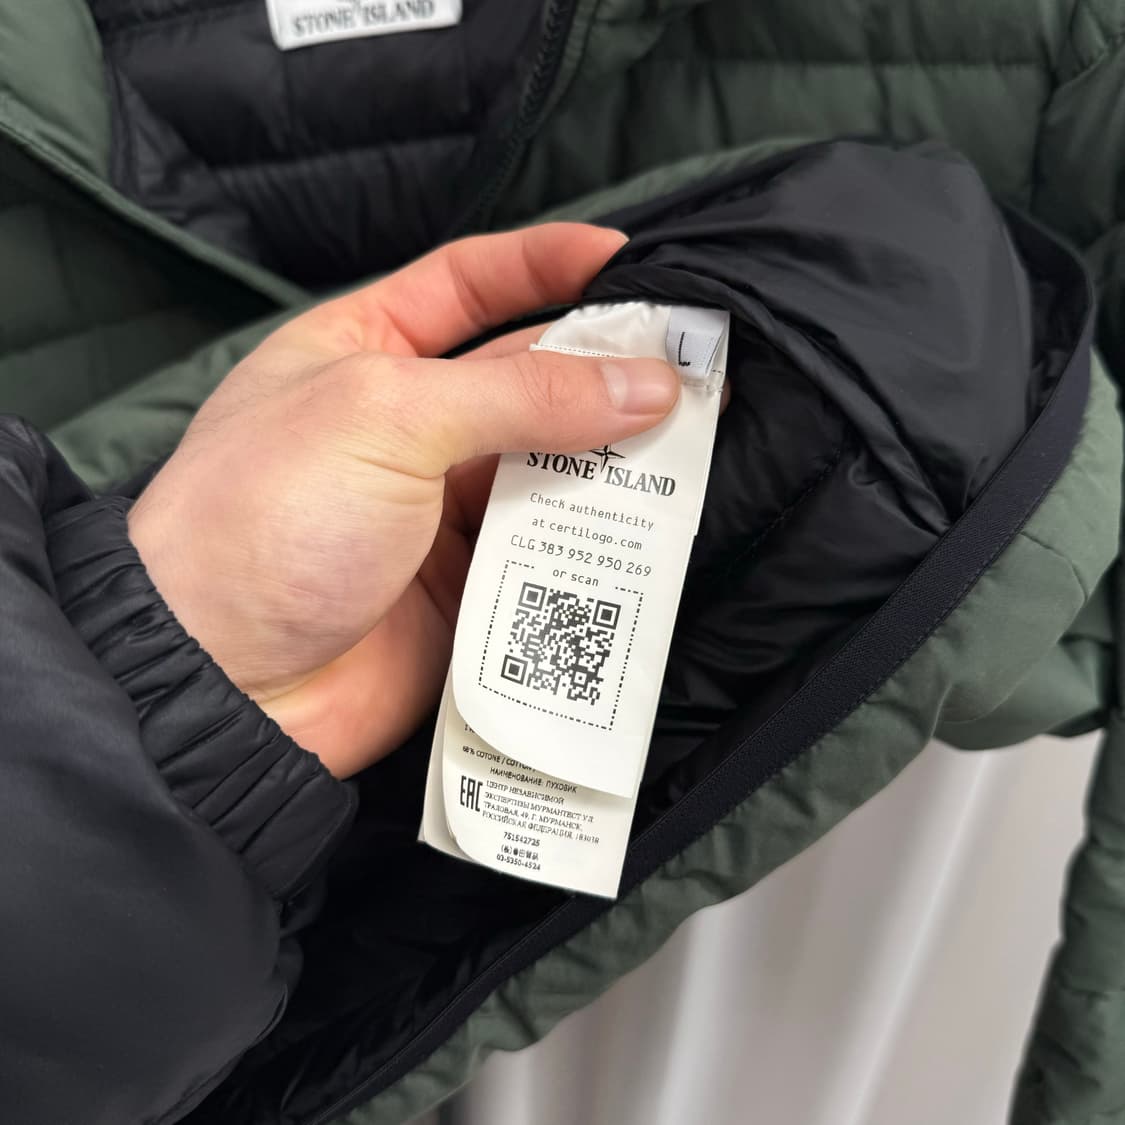 STONE ISLAND
L
STONE ISLAND
Check authenticity
at certilogo.com
CLG 383 952 950 269
or scan
68% COTONE / COTTON
НАИМЕНОВАНИЕ: ПУХОВИК
EAC
ЦЕНТР НЕЗАВИСИМОЙ
ЭКСПЕРТИЗЫ МУРМАНТЕСТ УЛ
ТРАЛОВАЯ, 49, Г. МУРМАНСК,
РОССИЙСКАЯ ФЕДЕРАЦИЯ, 183038
751542725
03-5350-4524